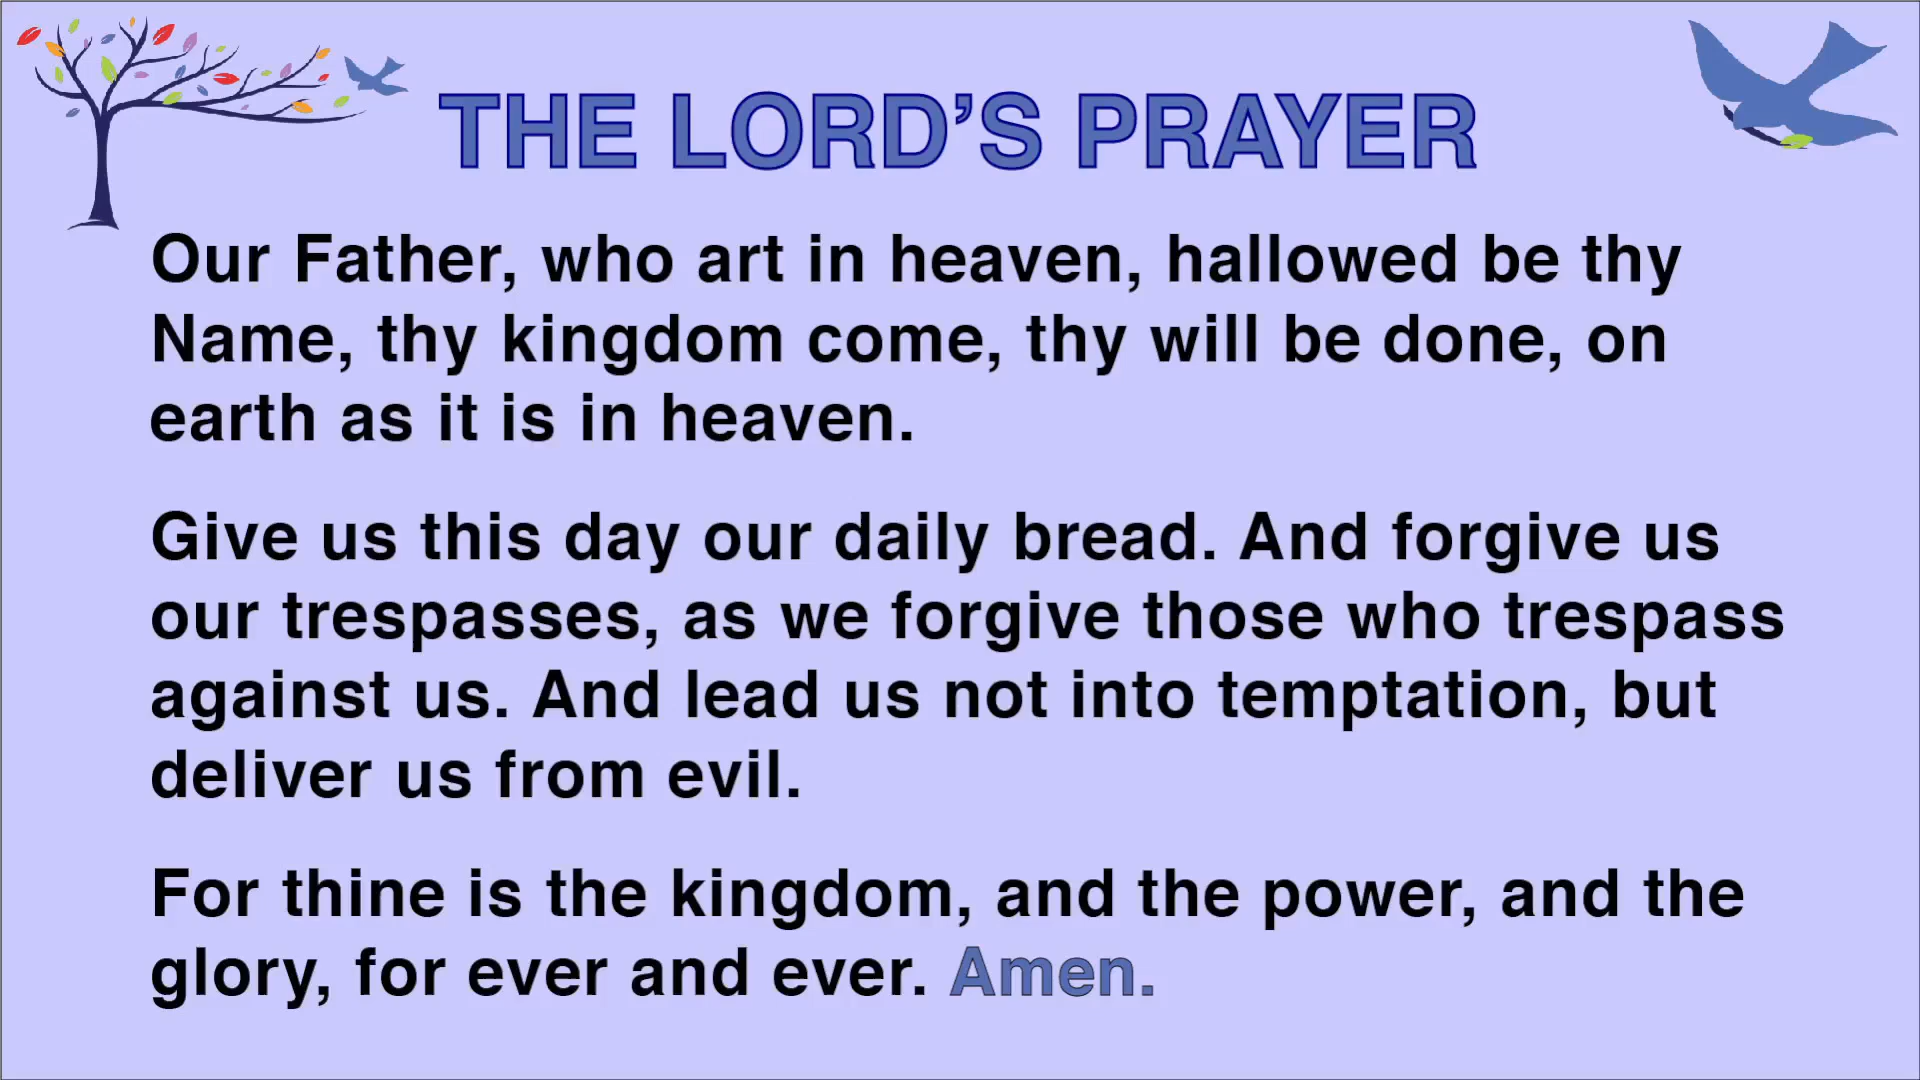 THE LORD’S PRAYER
Our Father, who art in heaven, hallowed be thy
Name, thy kingdom come, thy will be done, on
earth as it is in heaven.
Give us this day our daily bread. And forgive us
our trespasses, as we forgive those who trespass
against us. And lead us not into temptation, but
deliver us from evil.
For thine is the kingdom, and the power, and the
glory, for ever and ever. Amen.